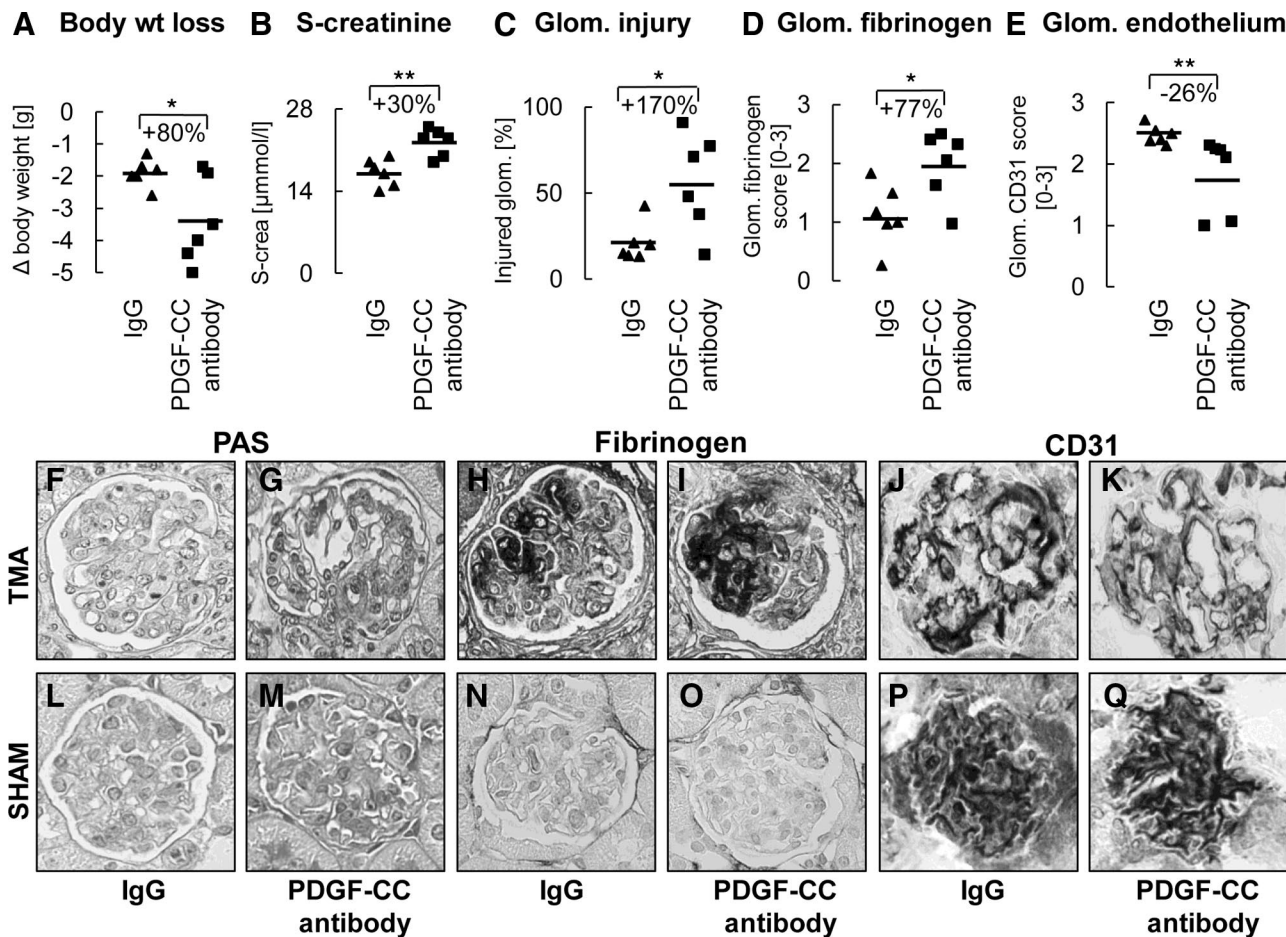 A Body wt loss
B S-creatinine
C Glom. injury
D Glom. fibrinogen
E Glom. endothelium
Δ body weight [g]
0
-1
-2
-3
-4
-5
*
+80%
IgG
PDGF-CC
antibody
S-crea [µmmol/l]
28
14
0
**
+30%
IgG
PDGF-CC
antibody
Injured glom. [%]
100
50
0
*
+170%
IgG
PDGF-CC
antibody
Glom. fibrinogen
score [0-3]
3
2
1
0
*
+77%
IgG
PDGF-CC
antibody
Glom. CD31 score
[0-3]
3
2
1
0
**
-26%
IgG
PDGF-CC
antibody
PAS Fibrinogen CD31
TMA
F G H I J K
SHAM
L M N O P Q
IgG PDGF-CC IgG PDGF-CC IgG PDGF-CC
antibody antibody antibody